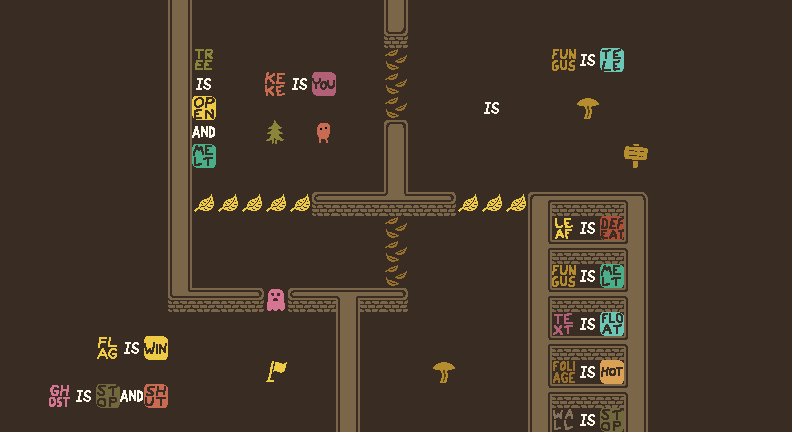 TREE
IS
OPEN
AND
MELT
KEKE IS YOU
FUNGUS IS TELE
IS
LEAF IS DEFEAT
FUNGUS IS MELT
TEXT IS FLOAT
FOLIAGE IS HOT
WALL IS STOP
FLAG IS WIN
GHOST IS STOP AND SHUT